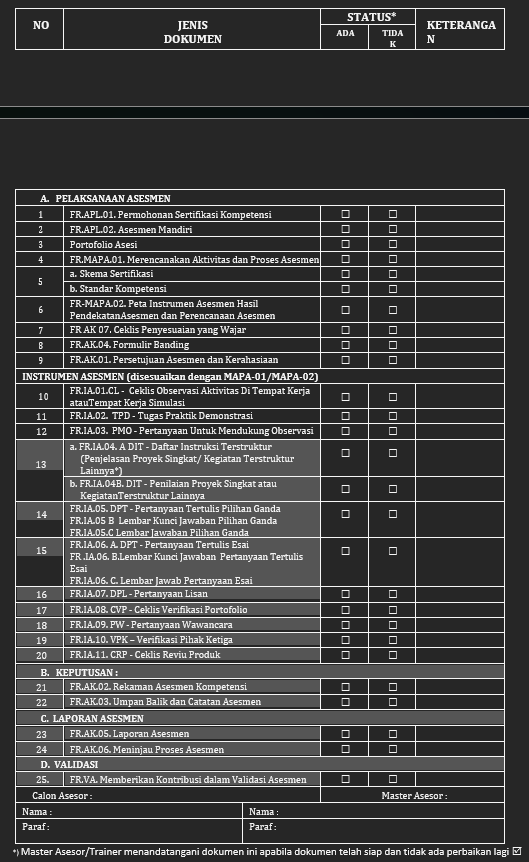 NO JENIS DOKUMEN STATUS* KETERANGA
N
ADA TIDA
K
A. PELAKSANAAN ASESMEN
1 FR.APL.01. Permohonan Sertifikasi Kompetensi ☐ ☐
2 FR.APL.02. Asesmen Mandiri ☐ ☐
3 Portofolio Asesi ☐ ☐
4 FR.MAPA.01. Merencanakan Aktivitas dan Proses Asesmen ☐ ☐
5 a. Skema Sertifikasi ☐ ☐
b. Standar Kompetensi ☐ ☐
6 FR-MAPA.02. Peta Instrumen Asesmen Hasil
PendekatanAsesmen dan Perencanaan Asesmen ☐ ☐
7 FR AK 07. Ceklis Penyesuaian yang Wajar ☐ ☐
8 FR.AK.04. Formulir Banding ☐ ☐
9 FR.AK.01. Persetujuan Asesmen dan Kerahasiaan ☐ ☐
INSTRUMEN ASESMEN (disesuaikan dengan MAPA-01/MAPA-02)
10 FR.IA.01.CL - Ceklis Observasi Aktivitas Di Tempat Kerja
atauTempat Kerja Simulasi ☐ ☐
11 FR.IA.02. TPD - Tugas Praktik Demonstrasi ☐ ☐
12 FR.IA.03. PMO - Pertanyaan Untuk Mendukung Observasi ☐ ☐
13 a. FR.IA.04. A DIT - Daftar Instruksi Terstruktur
(Penjelasan Proyek Singkat/ Kegiatan Terstruktur
Lainnya*) ☐ ☐
b. FR.IA.04B. DIT - Penilaian Proyek Singkat atau
KegiatanTerstruktur Lainnya ☐ ☐
14 FR.IA.05. DPT - Pertanyaan Tertulis Pilihan Ganda
FR.IA.05 B Lembar Kunci Jawaban Pilihan Ganda
FR.IA.05.C Lembar Jawaban Pilihan Ganda ☐ ☐
15 FR.IA.06. A. DPT - Pertanyaan Tertulis Esai
FR .IA.06. B.Lembar Kunci Jawaban Pertanyaan Tertulis
Esai
FR.IA.06. C. Lembar Jawab Pertanyaan Esai ☐ ☐
16 FR.IA.07. DPL - Pertanyaan Lisan ☐ ☐
17 FR.IA.08. CVP - Ceklis Verifikasi Portofolio ☐ ☐
18 FR.IA.09. PW - Pertanyaan Wawancara ☐ ☐
19 FR.IA.10. VPK – Verifikasi Pihak Ketiga ☐ ☐
20 FR.IA.11. CRP - Ceklis Reviu Produk ☐ ☐
B. KEPUTUSAN :
21 FR.AK.02. Rekaman Asesmen Kompetensi ☐ ☐
22 FR.AK.03. Umpan Balik dan Catatan Asesmen ☐ ☐
C. LAPORAN ASESMEN
23 FR.AK.05. Laporan Asesmen ☐ ☐
24 FR.AK.06. Meninjau Proses Asesmen ☐ ☐
D. VALIDASI
25. FR.VA. Memberikan Kontribusi dalam Validasi Asesmen ☐ ☐
Calon Asesor : Master Asesor :
Nama : Nama :
Paraf : Paraf :
*) Master Asesor/Trainer menandatangani dokumen ini apabila dokumen telah siap dan tidak ada perbaikan lagi ☑